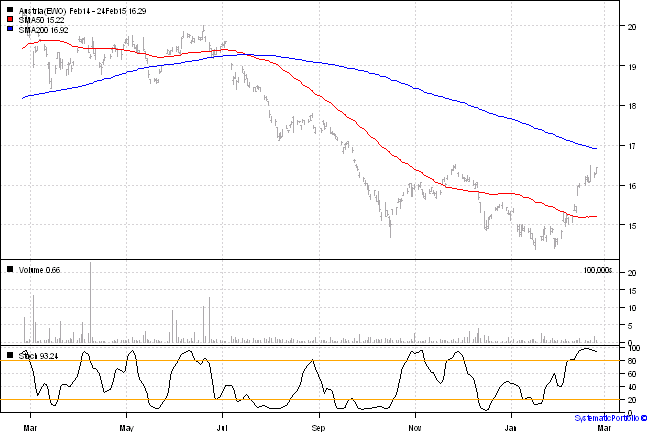 Austria(EWO) Feb14 - 24Feb15 16.29
SMA50 15.22
SMA200 16.92
20
19
18
17
16
15
Volume 0.66
100,000s
20
15
10
5
0
Stoch 93.24
100
80
60
40
20
0
SystematicPortfolio ©
Mar May Jul Sep Nov Jan Mar